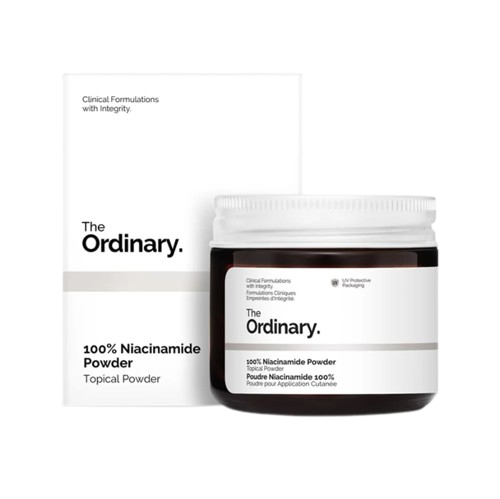 Clinical Formulations
with Integrity.
The
Ordinary.
100% Niacinamide
Powder
Topical Powder
Clinical Formulations
with Integrity.
Formulations Cliniques
Empreintes d'Intégrité.
UV Protective
Packaging
The
Ordinary.
100% Niacinamide Powder
Topical Powder
Poudre Niacinamide 100%
Poudre pour Application Cutanée